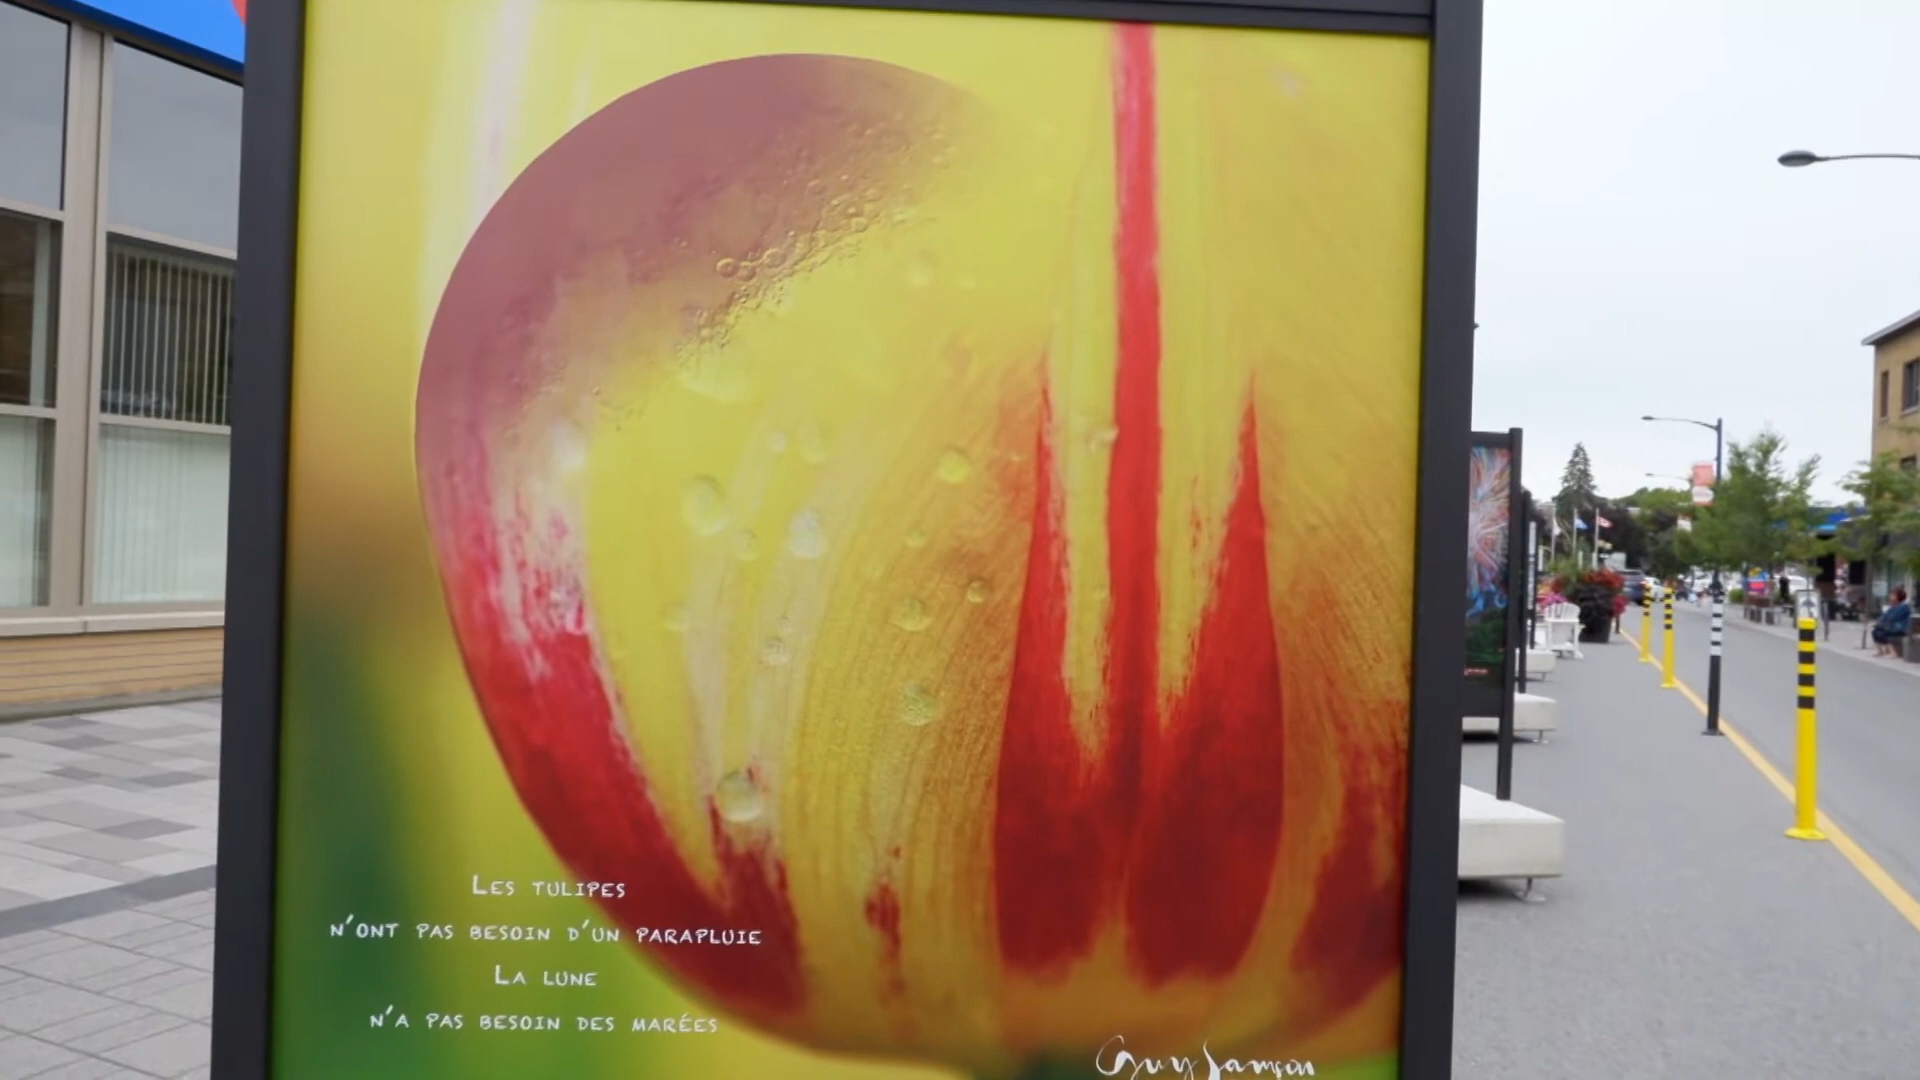 Les tulipes
n'ont pas besoin d'un parapluie
La lune
n'a pas besoin des marées
Guy Samson